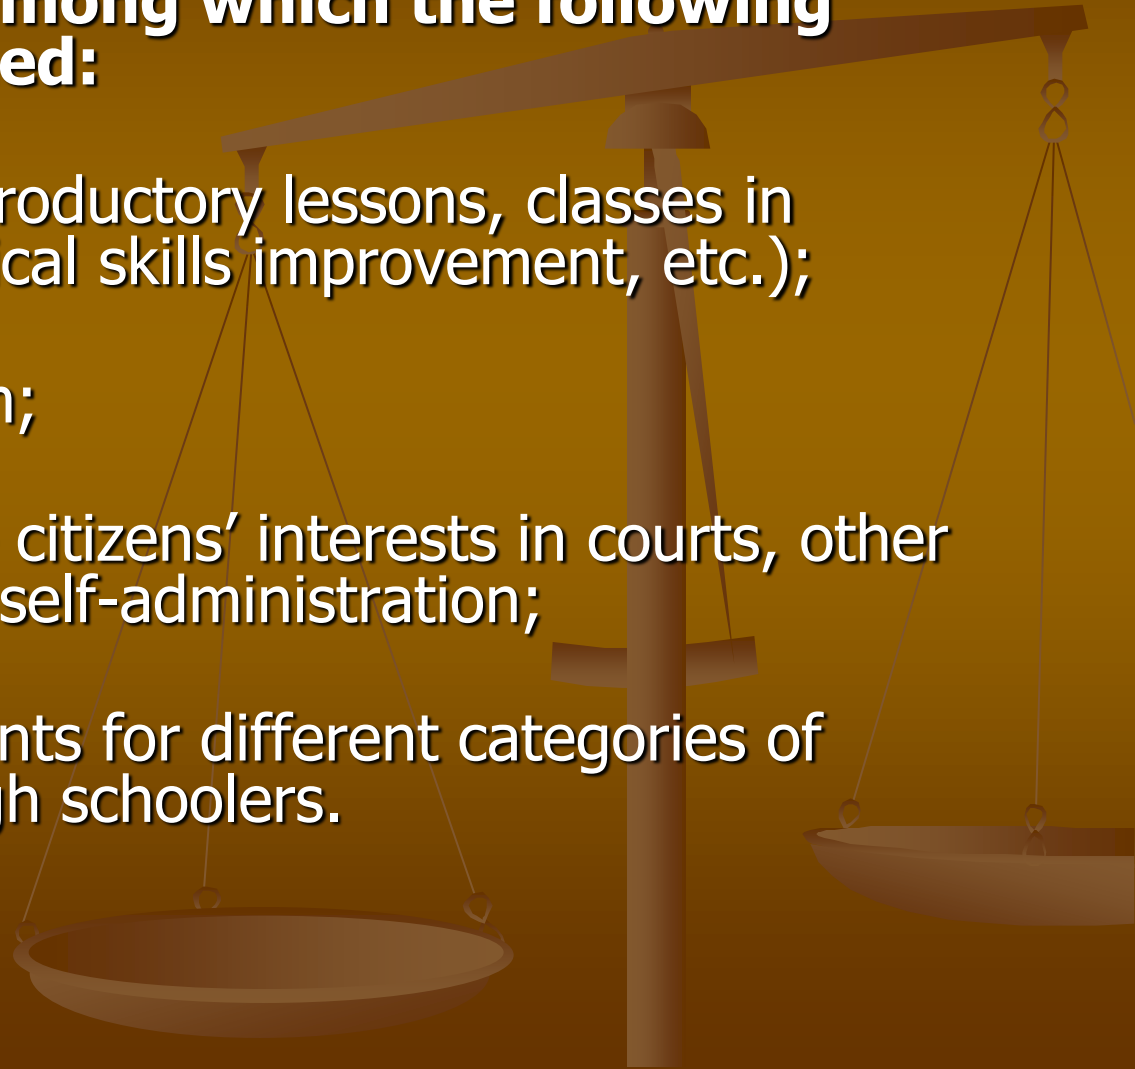 mong which the following
ed:
roductory lessons, classes in
ical skills improvement, etc.);
n;
citizens’ interests in courts, other
self-administration;
nts for different categories of
gh schoolers.